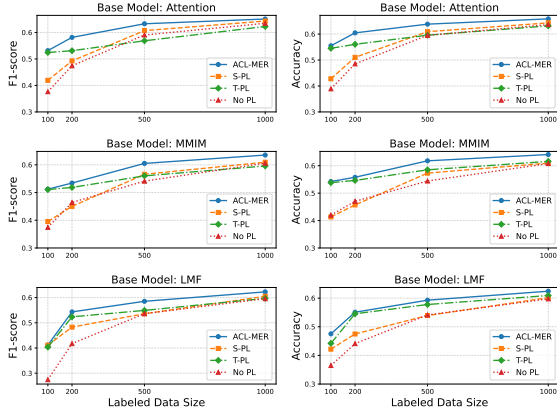 Base Model: Attention
F1-score
0.6
0.5
0.4
0.3
100 200 500 1000
ACL-MER
S-PL
T-PL
No PL
Base Model: Attention
Accuracy
0.6
0.5
0.4
0.3
100 200 500 1000
ACL-MER
S-PL
T-PL
No PL
Base Model: MMIM
F1-score
0.6
0.5
0.4
0.3
100 200 500 1000
ACL-MER
S-PL
T-PL
No PL
Base Model: MMIM
Accuracy
0.6
0.5
0.4
0.3
100 200 500 1000
ACL-MER
S-PL
T-PL
No PL
Base Model: LMF
F1-score
0.6
0.5
0.4
0.3
100 200 500 1000
Labeled Data Size
ACL-MER
S-PL
T-PL
No PL
Base Model: LMF
Accuracy
0.6
0.5
0.4
0.3
100 200 500 1000
Labeled Data Size
ACL-MER
S-PL
T-PL
No PL